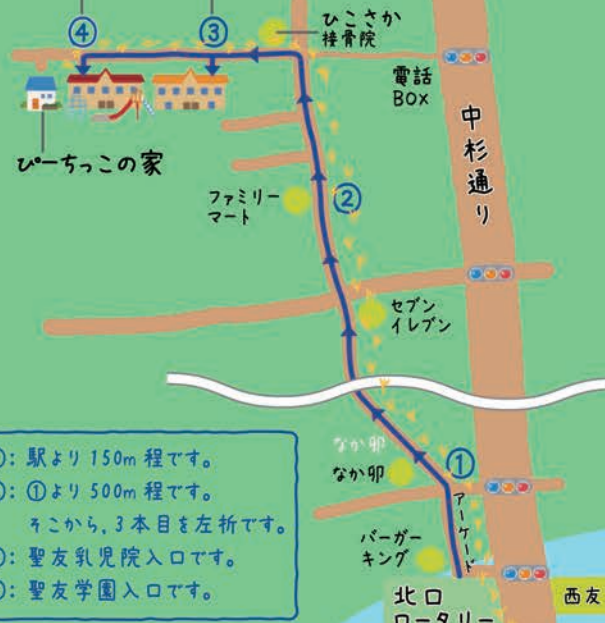 ④
③
ひこさか
接骨院
電話
BOX
中杉通り
ぴーちっこの家
ファミリー
マート
②
セブン
イレブン
なか卯
なか卯
①
アーケード
バーガー
キング
北口
ロータリー
西友
): 駅より 150m 程です。
): ①より 500m 程です。
そこから、3本目を左折です。
): 聖友乳児院入口です。
): 聖友学園入口です。